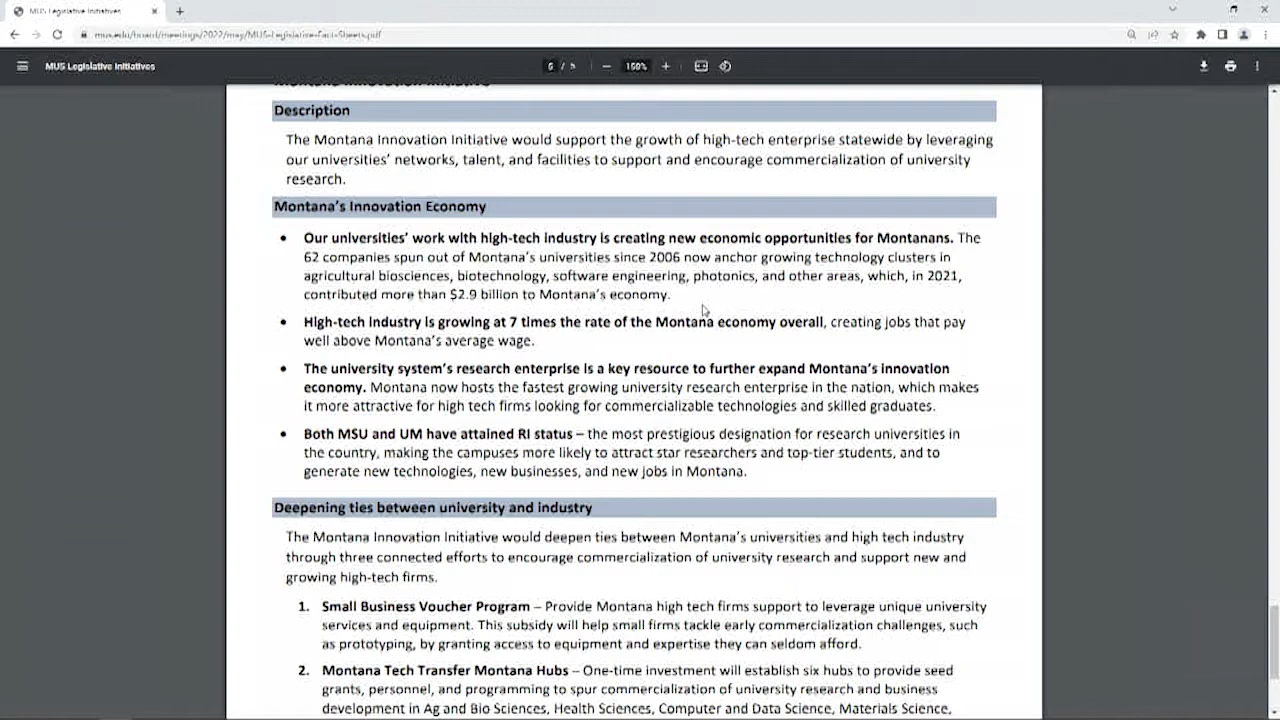 MUS Legislative Initiatives
mus.edu/board/meetings/2022/may/MUS-Legislative-Fact-Sheets.pdf
MUS Legislative Initiatives
6 / 150%
Montana Innovation Initiative
Description
The Montana Innovation Initiative would support the growth of high-tech enterprise statewide by leveraging
our universities' networks, talent, and facilities to support and encourage commercialization of university
research.
Montana's Innovation Economy
• Our universities' work with high-tech industry is creating new economic opportunities for Montanans. The
62 companies spun out of Montana's universities since 2006 now anchor growing technology clusters in
agricultural biosciences, biotechnology, software engineering, photonics, and other areas, which, in 2021,
contributed more than $2.9 billion to Montana's economy.
• High-tech industry is growing at 7 times the rate of the Montana economy overall, creating jobs that pay
well above Montana's average wage.
• The university system's research enterprise is a key resource to further expand Montana's innovation
economy. Montana now hosts the fastest growing university research enterprise in the nation, which makes
it more attractive for high tech firms looking for commercializable technologies and skilled graduates.
• Both MSU and UM have attained RI status – the most prestigious designation for research universities in
the country, making the campuses more likely to attract star researchers and top-tier students, and to
generate new technologies, new businesses, and new jobs in Montana.
Deepening ties between university and industry
The Montana Innovation Initiative would deepen ties between Montana's universities and high tech industry
through three connected efforts to encourage commercialization of university research and support new and
growing high-tech firms.
1. Small Business Voucher Program – Provide Montana high tech firms support to leverage unique university
services and equipment. This subsidy will help small firms tackle early commercialization challenges, such
as prototyping, by granting access to equipment and expertise they can seldom afford.
2. Montana Tech Transfer Montana Hubs – One-time investment will establish six hubs to provide seed
grants, personnel, and programming to spur commercialization of university research and business
development in Ag and Bio Sciences, Health Sciences, Computer and Data Science, Materials Science,